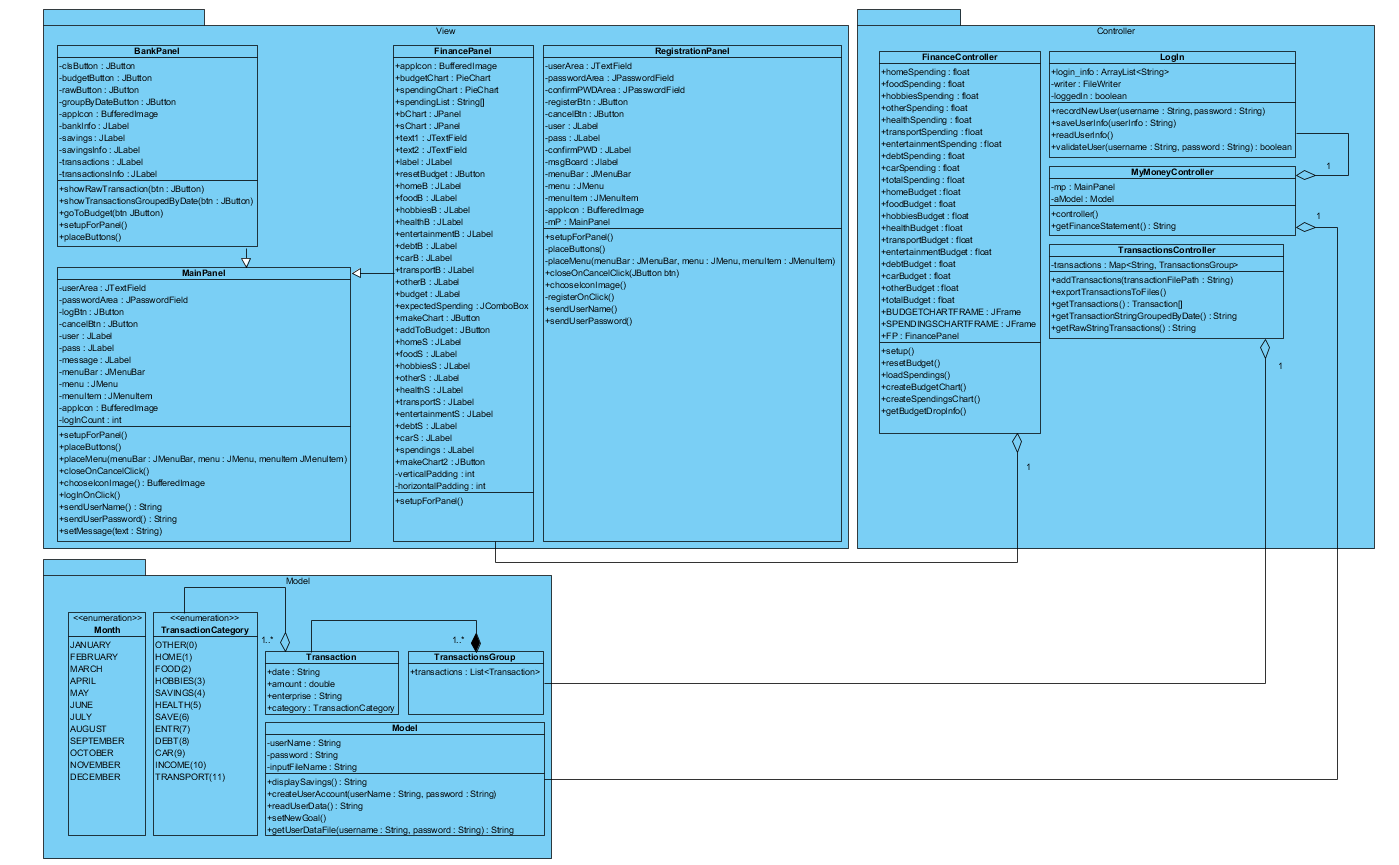 View
BankPanel
-clsButton : JButton
-budgetButton : JButton
-rawButton : JButton
-groupByDateButton : JButton
-appIcon : BufferedImage
-bankInfo : JLabel
-savings : JLabel
-savingsInfo : JLabel
-transactions : JLabel
-transactionsInfo : JLabel
+showRawTransaction(btn : JButton)
+showTransactionsGroupedByDate(btn : JButton)
+goToBudget(btn JButton)
+setupForPanel()
+placeButtons()
MainPanel
-userArea : JTextField
-passwordArea : JPasswordField
-logBtn : JButton
-cancelBtn : JButton
-user : JLabel
-pass : JLabel
-message : JLabel
-menuBar : JMenuBar
-menu : JMenu
-menuItem : JMenuItem
-appIcon : BufferedImage
-logInCount : int
+setupForPanel()
+placeButtons()
+placeMenu(menuBar : JMenuBar, menu : JMenu, menuItem JMenuItem)
+closeOnCancelClick()
+chooseIconImage() : BufferedImage
+logInOnClick()
+sendUserName() : String
+sendUserPassword() : String
+setMessage(text : String)
FinancePanel
+appIcon : BufferedImage
+budgetChart : PieChart
+spendingChart : PieChart
+spendingList : String[]
+bChart : JPanel
+sChart : JPanel
+text1 : JTextField
+text2 : JTextField
+label : JLabel
+resetBudget : JButton
+homeB : JLabel
+foodB : JLabel
+hobbiesB : JLabel
+healthB : JLabel
+entertainmentB : JLabel
+debtB : JLabel
+carB : JLabel
+transportB : JLabel
+otherB : JLabel
+budget : JLabel
+expectedSpending : JComboBox
+makeChart : JButton
+addToBudget : JButton
+homeS : JLabel
+foodS : JLabel
+hobbiesS : JLabel
+otherS : JLabel
+healthS : JLabel
+transportS : JLabel
+entertainmentS : JLabel
+debtS : JLabel
+carS : JLabel
+spendings : JLabel
+makeChart2 : JButton
-verticalPadding : int
-horizontalPadding : int
+setupForPanel()
RegistrationPanel
-userArea : JTextField
-passwordArea : JPasswordField
-confirmPWDArea : JPasswordField
-registerBtn : JButton
-cancelBtn : JButton
-user : JLabel
-pass : JLabel
-confirmPWD : JLabel
-msgBoard : Jlabel
-menuBar : JMenuBar
-menu : JMenu
-menuItem : JMenuItem
-appIcon : BufferedImage
-mP : MainPanel
+setupForPanel()
-placeButtons()
-placeMenu(menuBar : JMenuBar, menu : JMenu, menuItem : JMenuItem)
+closeOnCancelClick(JButton btn)
+chooseIconImage()
-registerOnClick()
+sendUserName()
+sendUserPassword()
Controller
FinanceController
+homeSpending : float
+foodSpending : float
+hobbiesSpending : float
+otherSpending : float
+healthSpending : float
+transportSpending : float
+entertainmentSpending : float
+debtSpending : float
+carSpending : float
+totalSpending : float
+homeBudget : float
+foodBudget : float
+hobbiesBudget : float
+healthBudget : float
+transportBudget : float
+entertainmentBudget : float
+debtBudget : float
+carBudget : float
+otherBudget : float
+totalBudget : float
+BUDGETCHARTFRAME : JFrame
+SPENDINGSCHARTFRAME : JFrame
+FP : FinancePanel
+setup()
+resetBudget()
+loadSpendings()
+createBudgetChart()
+createSpendingsChart()
+getBudgetDropInfo()
1
LogIn
+login_info : ArrayList<String>
-writer : FileWriter
-loggedIn : boolean
+recordNewUser(username : String, password : String)
+saveUserInfo(userInfo : String)
+readUserInfo()
+validateUser(username : String, password : String) : boolean
1
MyMoneyController
-mp : MainPanel
-aModel : Model
+controller()
+getFinanceStatement() : String
1
TransactionsController
-transactions : Map<String, TransactionsGroup>
+addTransactions(transactionFilePath : String)
+exportTransactionsToFiles()
+getTransactions() : Transaction[]
+getTransactionStringGroupedByDate() : String
+getRawStringTransactions() : String
1
Model
<<enumeration>>
Month
JANUARY
FEBRUARY
MARCH
APRIL
MAY
JUNE
JULY
AUGUST
SEPTEMBER
OCTOBER
NOVEMBER
DECEMBER
<<enumeration>>
TransactionCategory
OTHER(0)
HOME(1)
FOOD(2)
HOBBIES(3)
SAVINGS(4)
HEALTH(5)
SAVE(6)
ENTR(7)
DEBT(8)
CAR(9)
INCOME(10)
TRANSPORT(11)
1..*
Transaction
+date : String
+amount : double
+enterprise : String
+category : TransactionCategory
1..*
TransactionsGroup
+transactions : List<Transaction>
Model
-userName : String
-password : String
-inputFileName : String
+displaySavings() : String
+createUserAccount(userName : String, password : String)
+readUserData() : String
+setNewGoal()
+getUserDataFile(username : String, password : String) : String